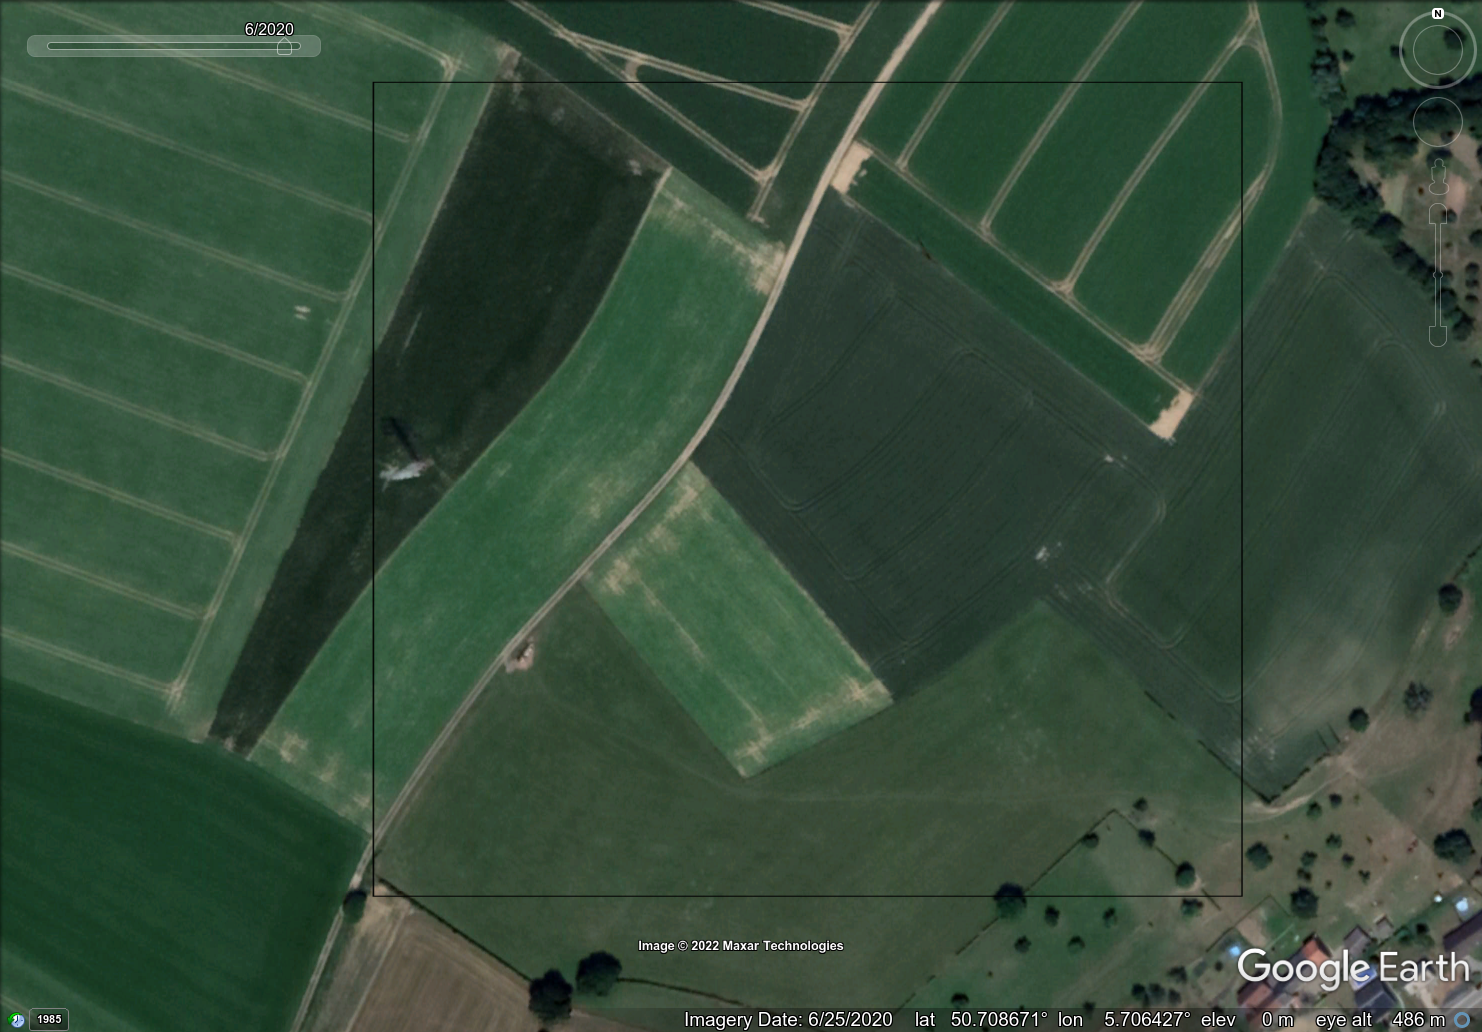 6/2020
N
Image © 2022 Maxar Technologies
Google Earth
1985
Imagery Date: 6/25/2020 lat 50.708671° lon 5.706427° elev 0 m eye alt 486 m